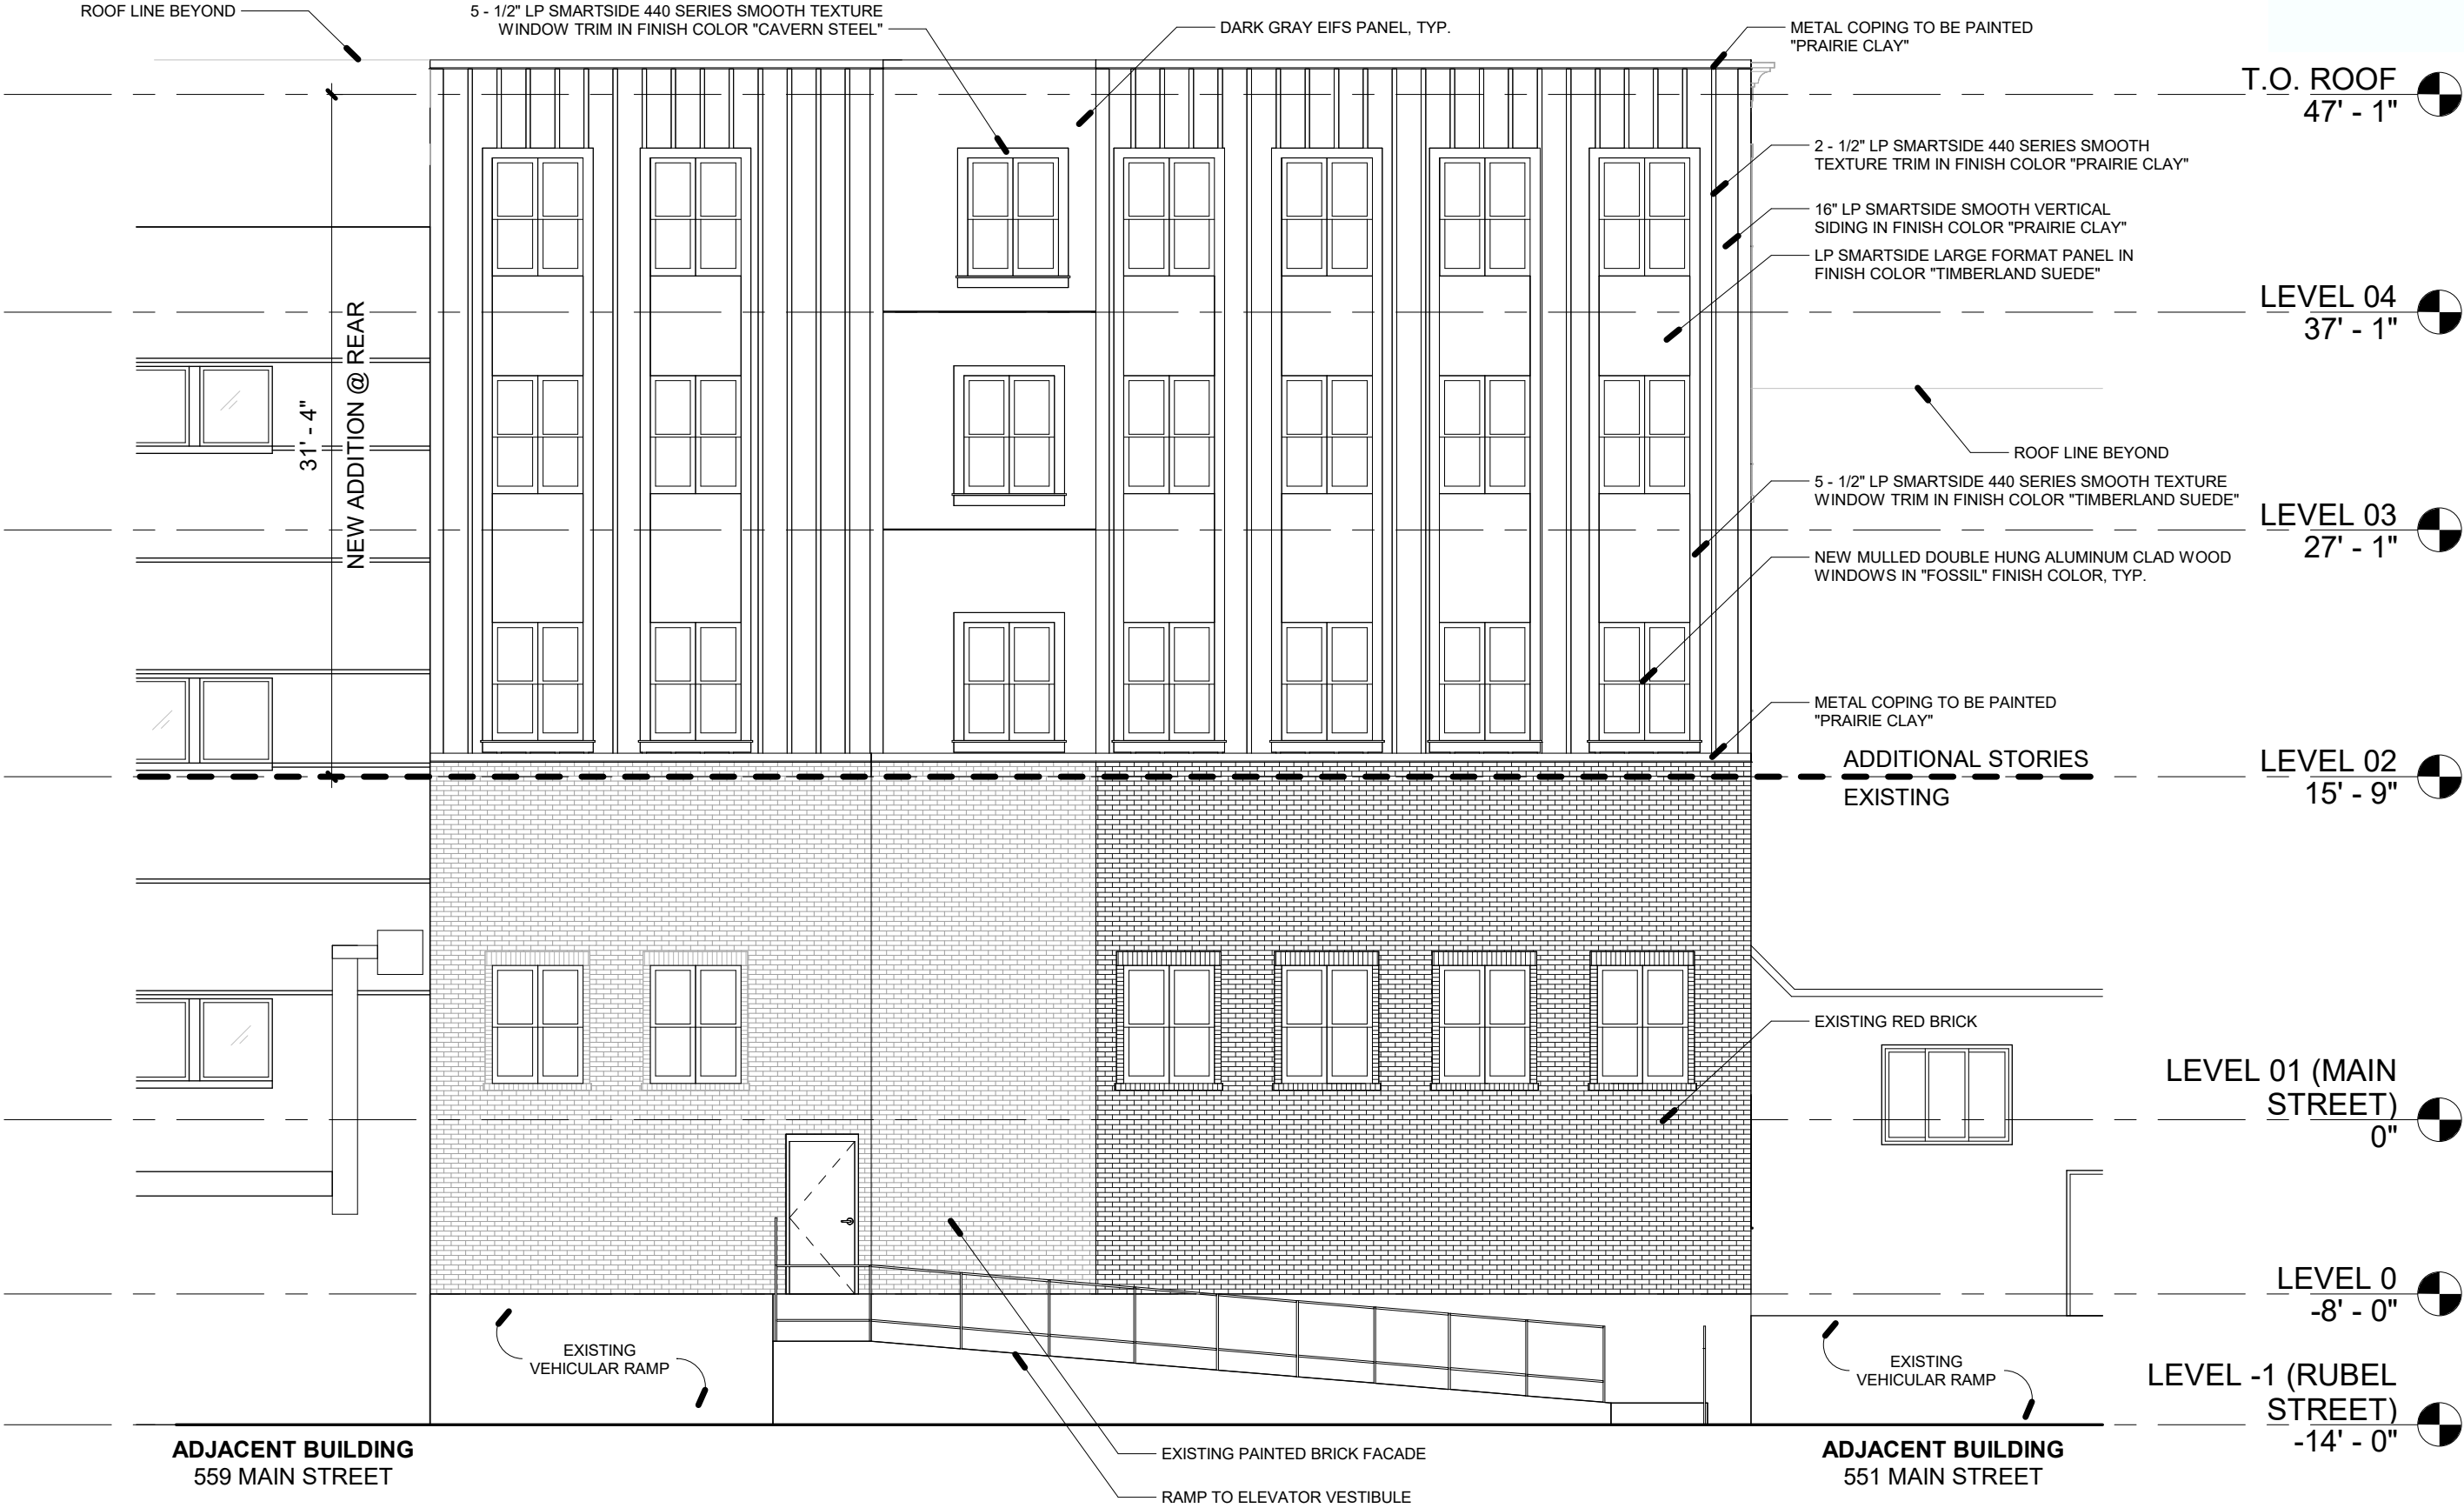 ROOF LINE BEYOND
5 - 1/2" LP SMARTSIDE 440 SERIES SMOOTH TEXTURE
WINDOW TRIM IN FINISH COLOR "CAVERN STEEL"
DARK GRAY EIFS PANEL, TYP.
METAL COPING TO BE PAINTED
"PRAIRIE CLAY"
T.O. ROOF
47' - 1"
2 - 1/2" LP SMARTSIDE 440 SERIES SMOOTH
TEXTURE TRIM IN FINISH COLOR "PRAIRIE CLAY"
16" LP SMARTSIDE SMOOTH VERTICAL
SIDING IN FINISH COLOR "PRAIRIE CLAY"
LP SMARTSIDE LARGE FORMAT PANEL IN
FINISH COLOR "TIMBERLAND SUEDE"
LEVEL 04
37' - 1"
31' - 4"
NEW ADDITION @ REAR
ROOF LINE BEYOND
5 - 1/2" LP SMARTSIDE 440 SERIES SMOOTH TEXTURE
WINDOW TRIM IN FINISH COLOR "TIMBERLAND SUEDE"
LEVEL 03
27' - 1"
NEW MULLED DOUBLE HUNG ALUMINUM CLAD WOOD
WINDOWS IN "FOSSIL" FINISH COLOR, TYP.
METAL COPING TO BE PAINTED
"PRAIRIE CLAY"
ADDITIONAL STORIES
EXISTING
LEVEL 02
15' - 9"
EXISTING RED BRICK
LEVEL 01 (MAIN
STREET)
0"
LEVEL 0
-8' - 0"
EXISTING
VEHICULAR RAMP
EXISTING
VEHICULAR RAMP
LEVEL -1 (RUBEL
STREET)
-14' - 0"
ADJACENT BUILDING
559 MAIN STREET
EXISTING PAINTED BRICK FACADE
RAMP TO ELEVATOR VESTIBULE
ADJACENT BUILDING
551 MAIN STREET